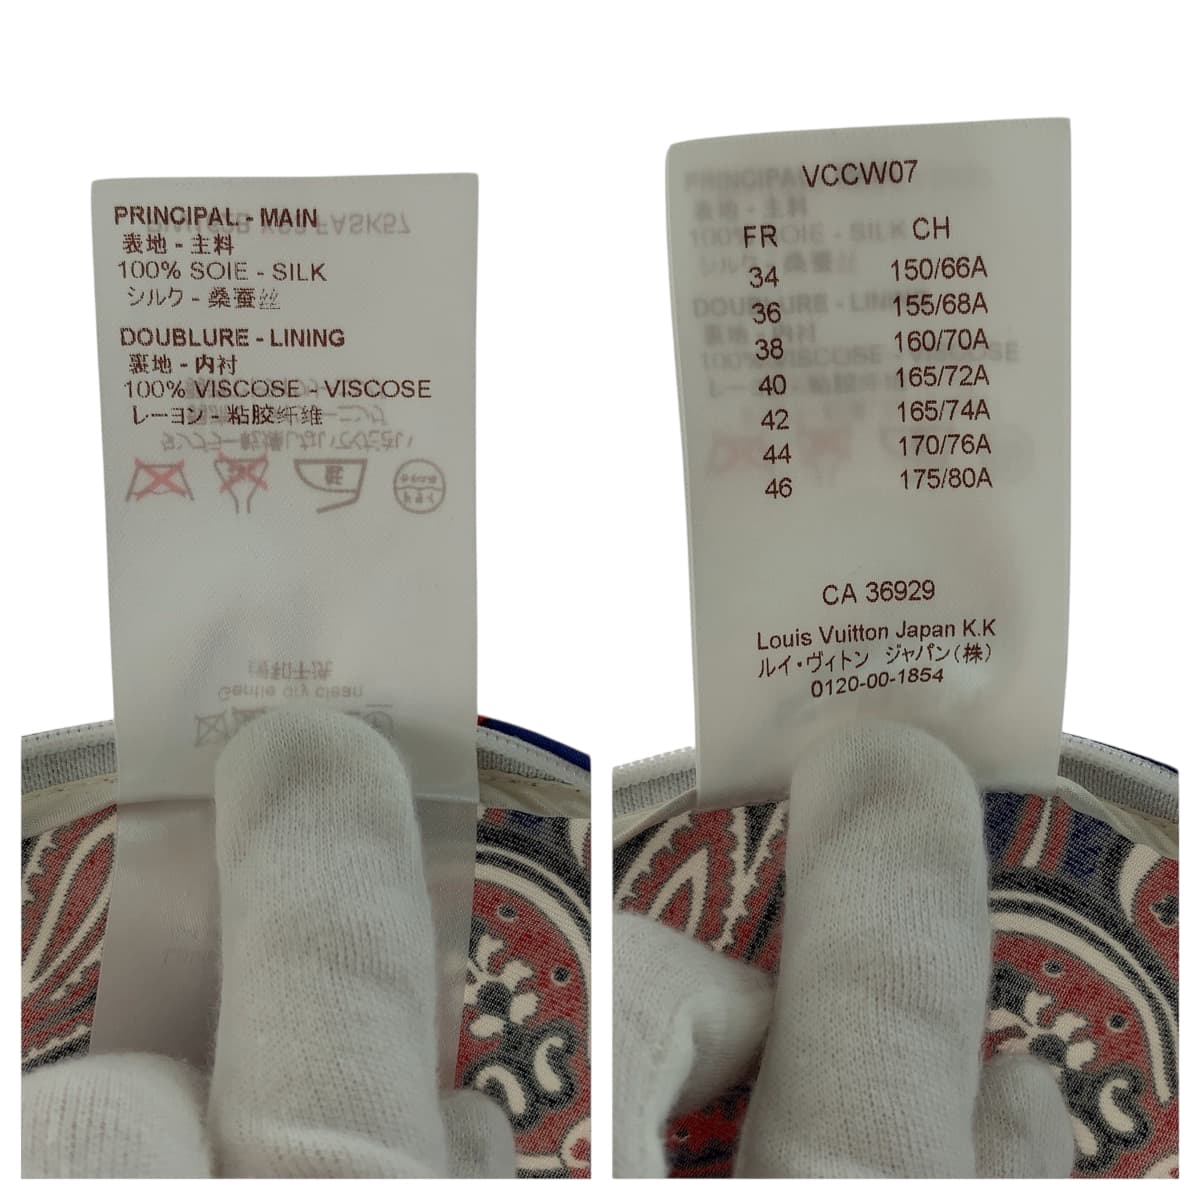 PRINCIPAL - MAIN
表地 - 主料
100% SOIE - SILK
シルク - 桑蚕丝
DOUBLURE - LINING
裏地 - 内衬
100% VISCOSE - VISCOSE
レーヨン - 粘胶纤维
Gentle dry clean
VCCW07
FR CH
34 150/66A
36 155/68A
38 160/70A
40 165/72A
42 165/74A
44 170/76A
46 175/80A
CA 36929
Louis Vuitton Japan K.K
ルイ・ヴィトン ジャパン(株)
0120-00-1854